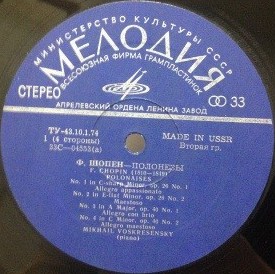 МИНИСТЕРСТВО КУЛЬТУРЫ СССР
МЕЛОДИЯ
ВСЕСОЮЗНАЯ ФИРМА ГРАМПЛАСТИНОК
СТЕРЕО
33
АПРЕЛЕВСКИЙ ОРДЕНА ЛЕНИНА ЗАВОД
ТУ-43.10.1.74
MADE IN USSR
1 (4 стороны)
Вторая гр.
33С—04553(а)
Ф. ШОПЕН—ПОЛОНЕЗЫ
F. CHOPIN (1810—1849)
POLONAISES
No. 1 in C-sharp Minor, op. 26 No. 1
Allegro appassionato
No. 2 in E-flat Minor, op. 26 No. 2
Maestoso
No. 3 in A Major, op. 40 No. 1
Allegro con brio
No. 4 in C Minor, op. 40 No. 2
Allegro maestoso
MIKHAIL VOSKRESENSKY
(piano)